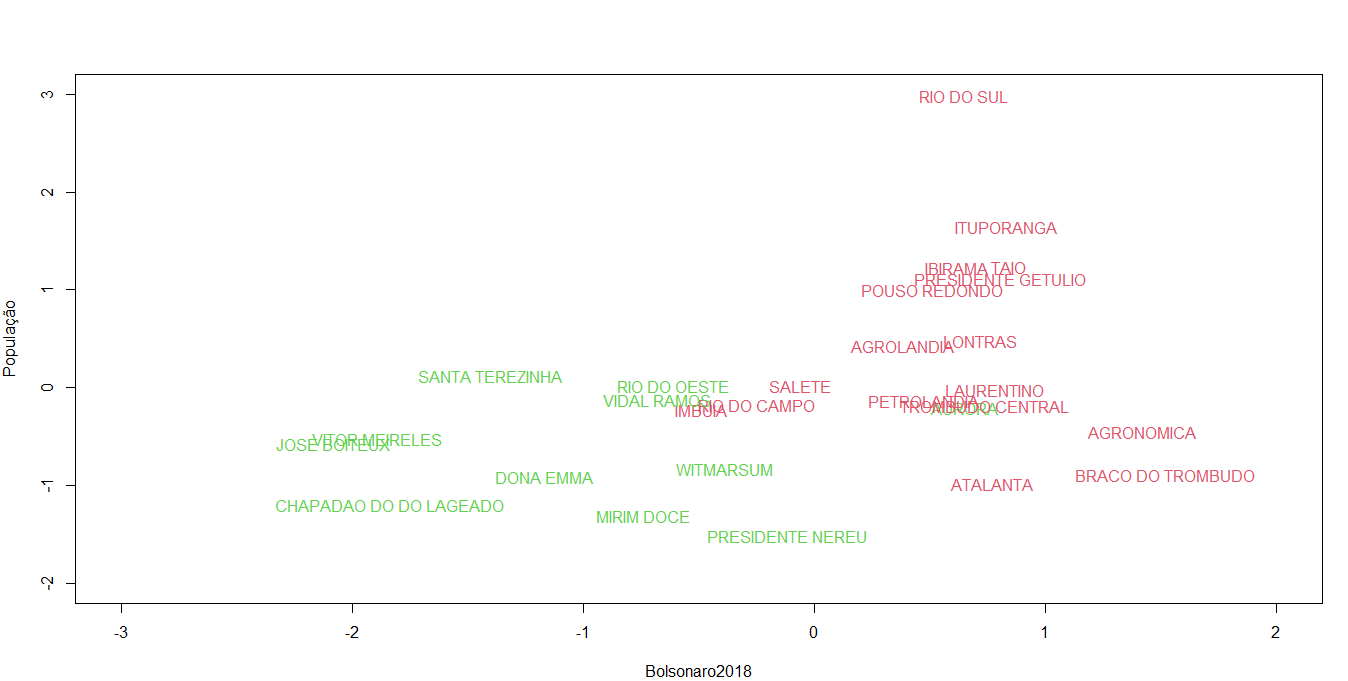 3
2
1
0
-1
-2
População
RIO DO SUL
ITUPORANGA
IBIRAMA TAIO
PRESIDENTE GETULIO
POUSO REDONDO
LONTRAS
AGROLANDIA
SANTA TEREZINHA
RIO DO OESTE
SALETE
LAURENTINO
VIDAL RAMOS
PETROLANDIA
RIO DO CAMPO
TROMBUDO CENTRAL
IMBUIA
AURORA
AGRONOMICA
VITOR MEIRELES
JOSE BOITEUX
WITMARSUM
BRACO DO TROMBUDO
DONA EMMA
ATALANTA
CHAPADAO DO DO LAGEADO
MIRIM DOCE
PRESIDENTE NEREU
-3 -2 -1 0 1 2
Bolsonaro2018